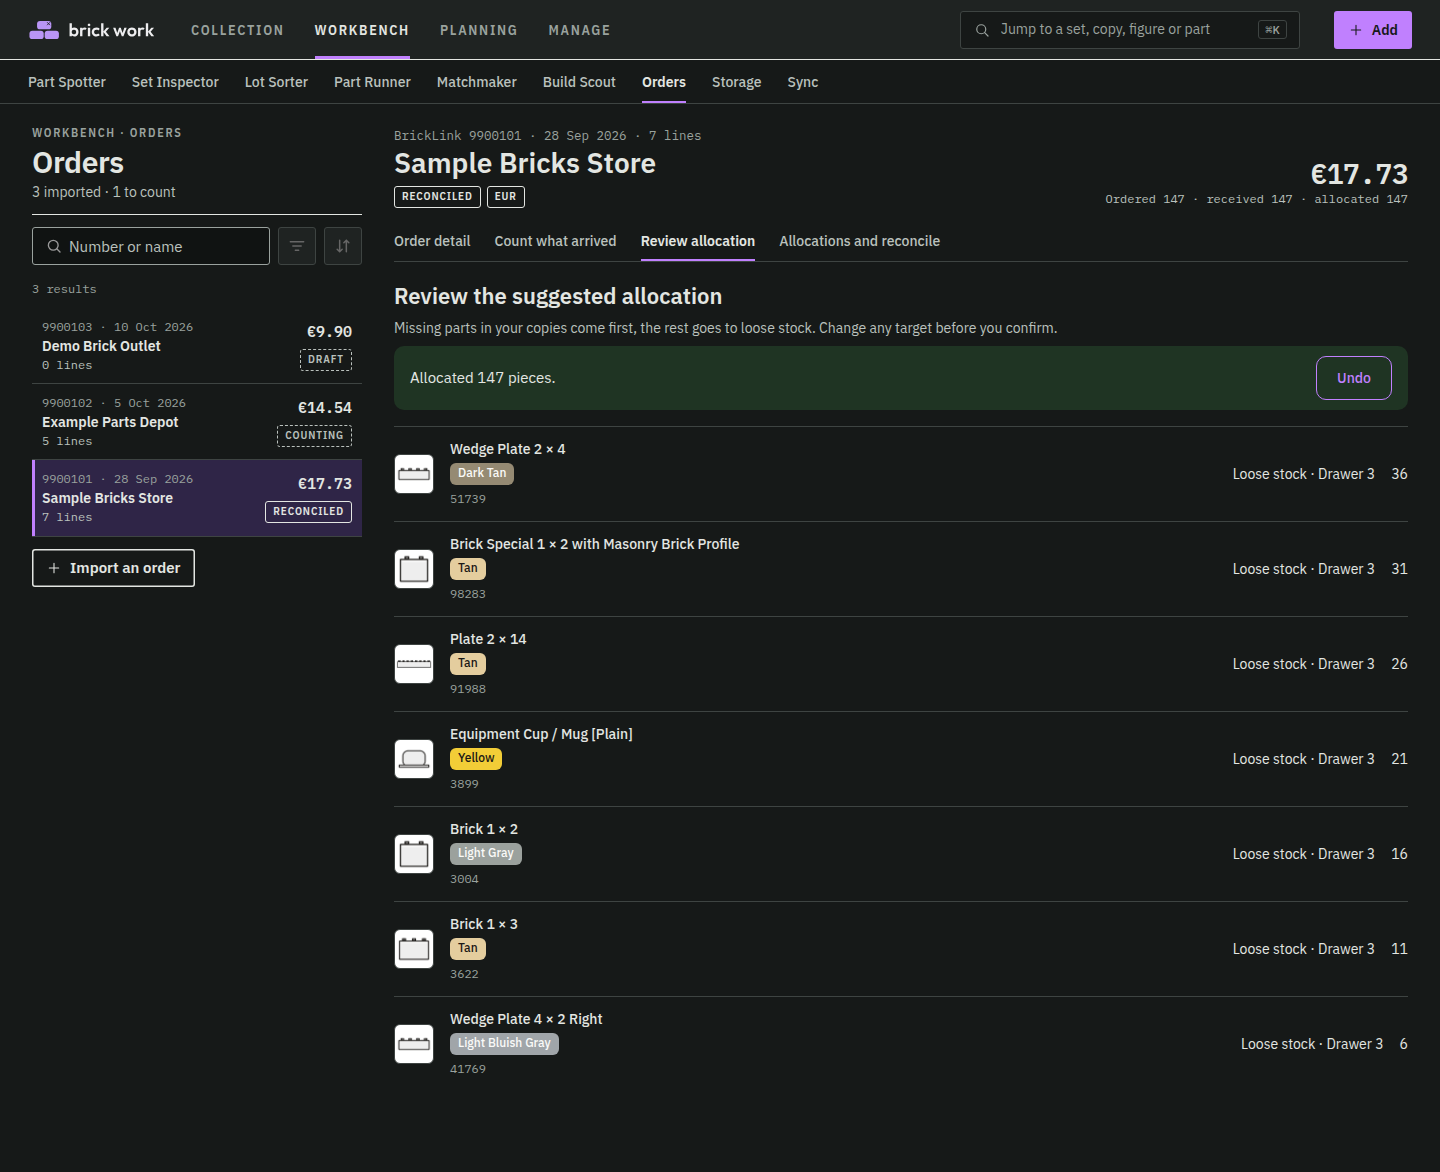 brick work
COLLECTION
WORKBENCH
PLANNING
MANAGE
Jump to a set, copy, figure or part
⌘K
+ Add
Part Spotter
Set Inspector
Lot Sorter
Part Runner
Matchmaker
Build Scout
Orders
Storage
Sync
WORKBENCH · ORDERS
Orders
3 imported · 1 to count
Number or name
3 results
9900103 · 10 Oct 2026
Demo Brick Outlet
0 lines
€9.90
DRAFT
9900102 · 5 Oct 2026
Example Parts Depot
5 lines
€14.54
COUNTING
9900101 · 28 Sep 2026
Sample Bricks Store
7 lines
€17.73
RECONCILED
+ Import an order
BrickLink 9900101 · 28 Sep 2026 · 7 lines
Sample Bricks Store
RECONCILED
EUR
€17.73
Ordered 147 · received 147 · allocated 147
Order detail
Count what arrived
Review allocation
Allocations and reconcile
Review the suggested allocation
Missing parts in your copies come first, the rest goes to loose stock. Change any target before you confirm.
Allocated 147 pieces.
Undo
Wedge Plate 2 × 4
Dark Tan
51739
Loose stock · Drawer 3 36
Brick Special 1 × 2 with Masonry Brick Profile
Tan
98283
Loose stock · Drawer 3 31
Plate 2 × 14
Tan
91988
Loose stock · Drawer 3 26
Equipment Cup / Mug [Plain]
Yellow
3899
Loose stock · Drawer 3 21
Brick 1 × 2
Light Gray
3004
Loose stock · Drawer 3 16
Brick 1 × 3
Tan
3622
Loose stock · Drawer 3 11
Wedge Plate 4 × 2 Right
Light Bluish Gray
41769
Loose stock · Drawer 3 6